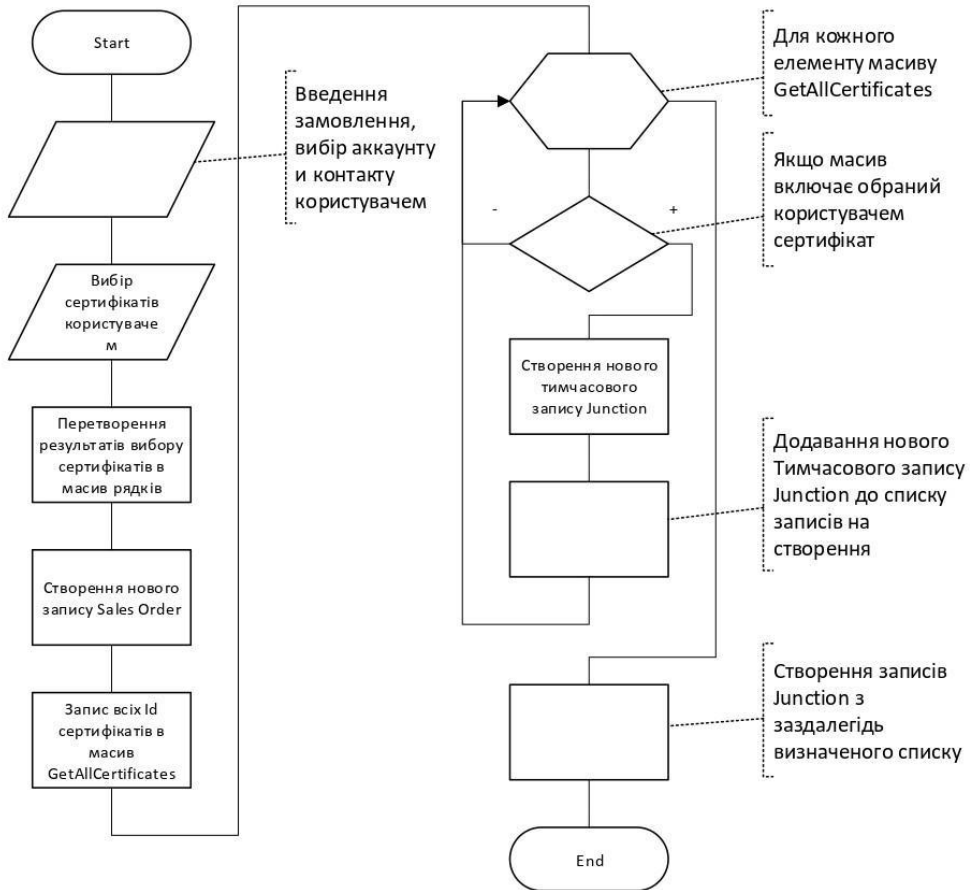 Start
Введення
замовлення,
вибір аккаунту
и контакту
користувачем
Вибір
сертифікатів
користуваче
м
Перетворення
результатів вибору
сертифікатів в
масив рядків
Створення нового
запису Sales Order
Запис всіх Id
сертифікатів в
масив
GetAllCertificates
Для кожного
елементу масиву
GetAllCertificates
Якщо масив
включає обраний
користувачем
сертифікат
-
+
Створення нового
тимчасового
запису Junction
Додавання нового
Тимчасового запису
Junction до списку
записів на
створення
Створення записів
Junction з
заздалегідь
визначеного списку
End